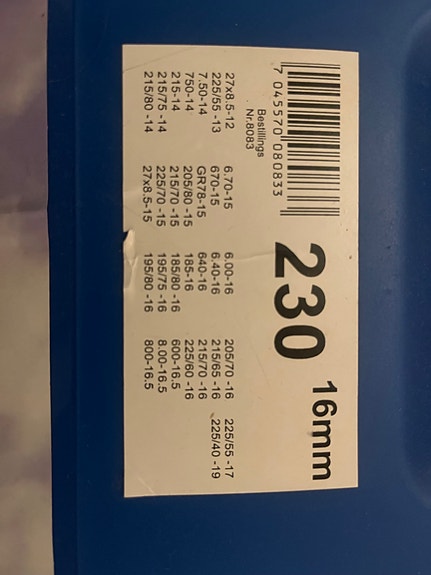 230 16mm
7 045570 080833
Bestillings
Nr.8083
27x8.5-12 6.70-15 6.00-16 205/70 -16 225/55 -17
225/55 -13 670-15 6.40-16 215/65 -16 225/40 -19
7.50-14 GR78-15 640-16 215/70 -16
750-14 205/80 -15 185-16 225/60 -16
215-14 215/70 -15 185/80 -16 600-16.5
215/75 -14 225/70 -15 195/75 -16 8.00-16.5
215/80 -14 27x8.5-15 195/80 -16 800-16.5